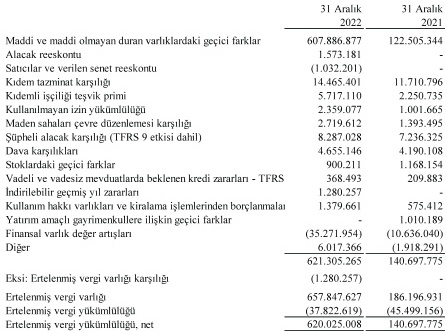 31 Aralık 31 Aralık
2022 2021
Maddi ve maddi olmayan duran varlıklardaki geçici farklar 607.886.877 122.505.344
Alacak reeskontu 1.573.181 -
Satıcılar ve verilen senet reeskontu (1.032.201) -
Kıdem tazminat karşılığı 14.465.401 11.710.796
Kıdemli işçiliği teşvik primi 5.717.110 2.250.735
Kullanılmayan izin yükümlülüğü 2.359.077 1.001.665
Maden sahaları çevre düzenlemesi karşılığı 2.719.612 1.393.495
Şüpheli alacak karşılığı (TFRS 9 etkisi dahil) 8.287.028 7.236.325
Dava karşılıkları 4.655.146 4.190.108
Stoklardaki geçici farklar 900.211 1.168.154
Vadeli ve vadesiz mevduatlarda beklenen kredi zararları - TFRS 368.493 209.883
İndirilebilir geçmiş yıl zararları 1.280.257 -
Kullanım hakkı varlıkları ve kiralama işlemlerinden borçlanmalar 1.379.661 575.412
Yatırım amaçlı gayrimenkullere ilişkin geçici farklar - 1.010.189
Finansal varlık değer artışları (35.271.954) (10.636.040)
Diğer 6.017.366 (1.918.291)
621.305.265 140.697.775
Eksi: Ertelenmiş vergi varlığı karşılığı (1.280.257) -
Ertelenmiş vergi varlığı 657.847.627 186.196.931
Ertelenmiş vergi yükümlülüğü (37.822.619) (45.499.156)
Ertelenmiş vergi yükümlülüğü, net 620.025.008 140.697.775